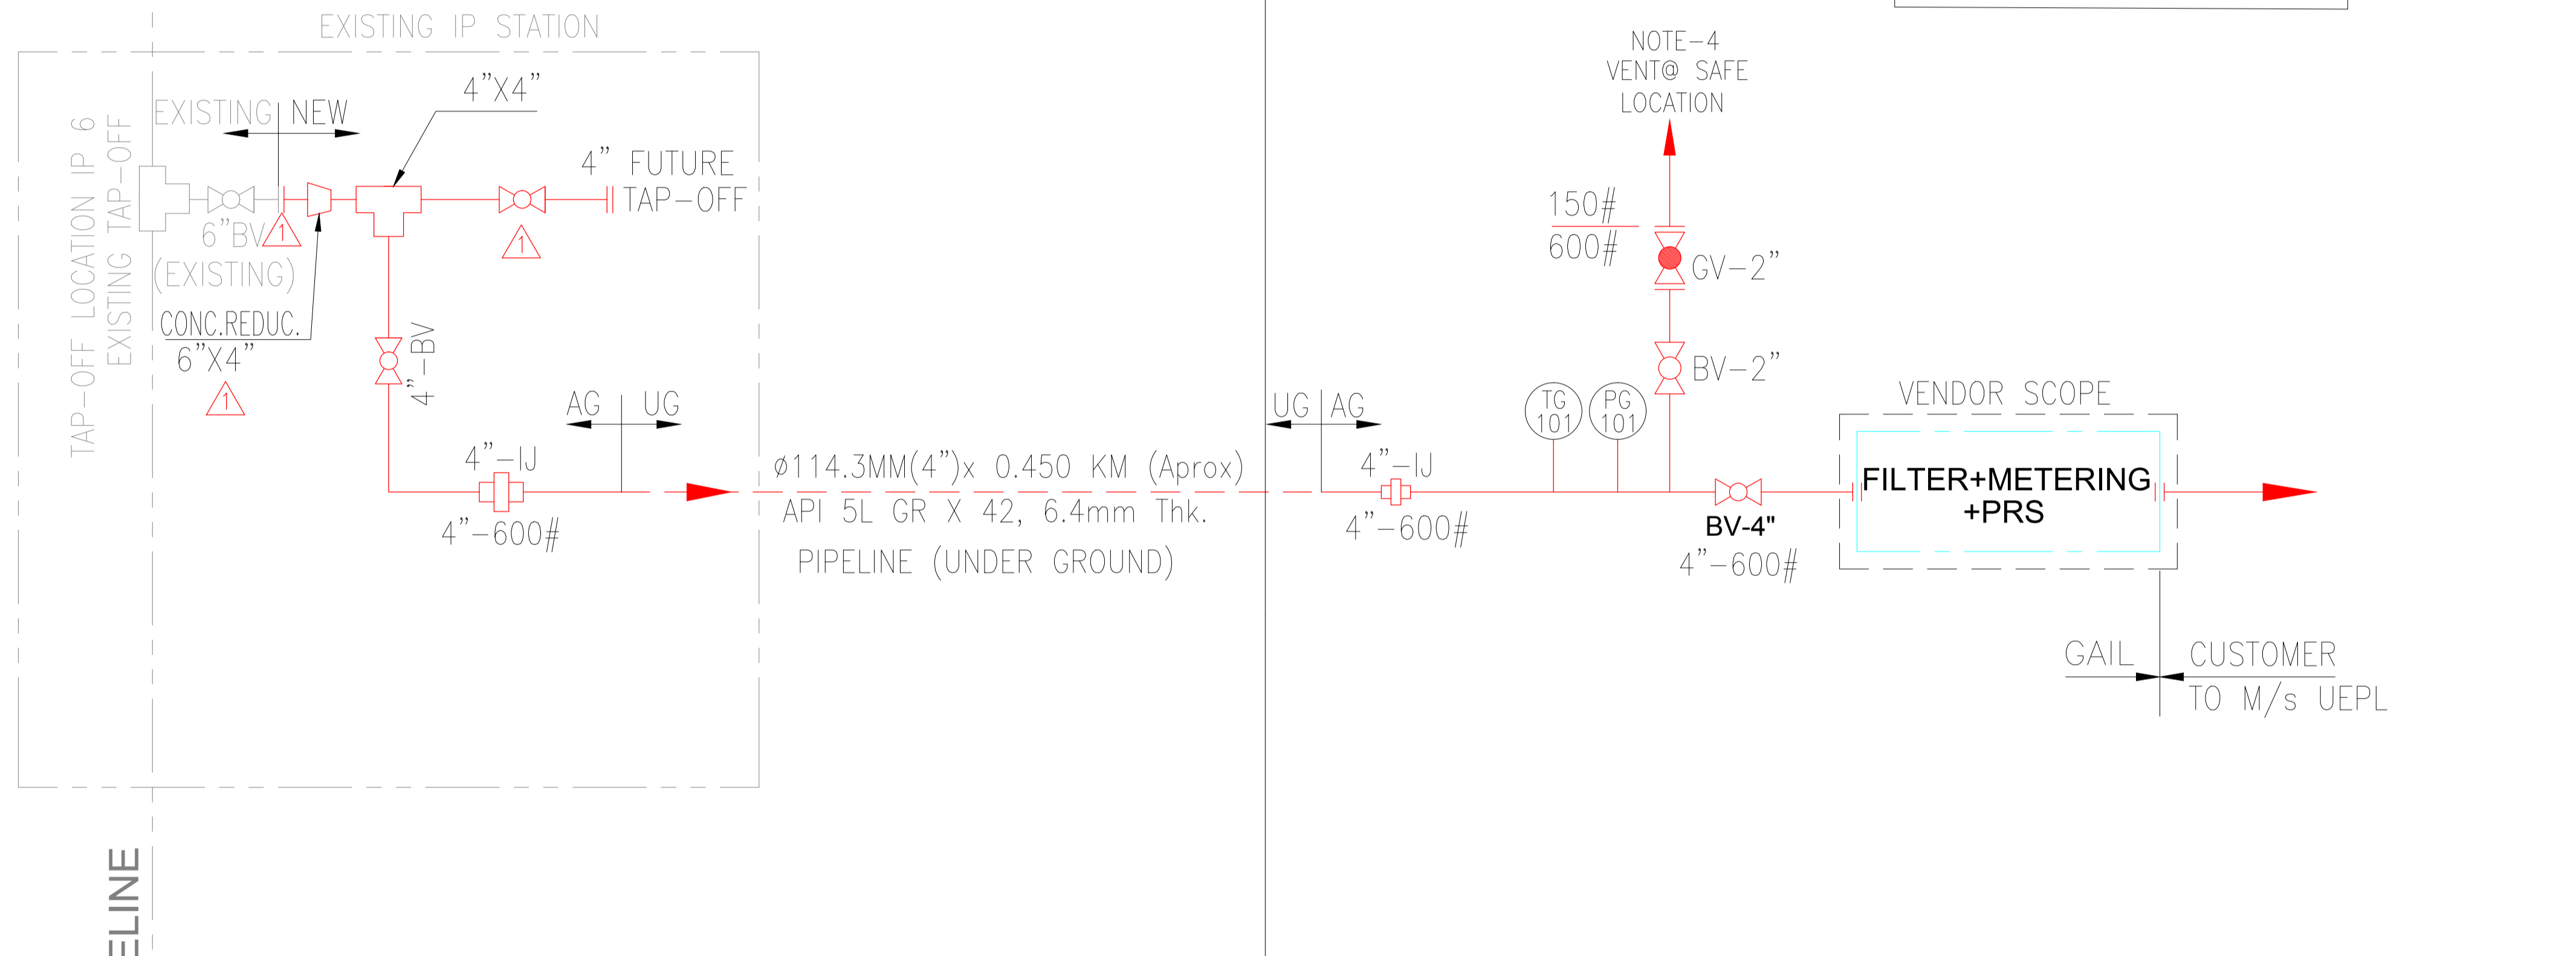 EXISTING IP STATION
TAP-OFF LOCATION IP 6
EXISTING TAP-OFF
EXISTING
NEW
4”X4”
4” FUTURE
TAP-OFF
6”BV
(EXISTING)
1
1
CONC.REDUC.
6”X4”
1
4”-BV
AG
UG
4”-IJ
4”-600#
ø114.3MM(4”)x 0.450 KM (Aprox)
API 5L GR X 42, 6.4mm Thk.
PIPELINE (UNDER GROUND)
UG
AG
4”-IJ
4”-600#
NOTE-4
VENT@ SAFE
LOCATION
150#
600#
GV-2”
BV-2”
TG
101
PG
101
BV-4"
4”-600#
VENDOR SCOPE
FILTER+METERING
+PRS
GAIL
CUSTOMER
TO M/s UEPL
ELINE